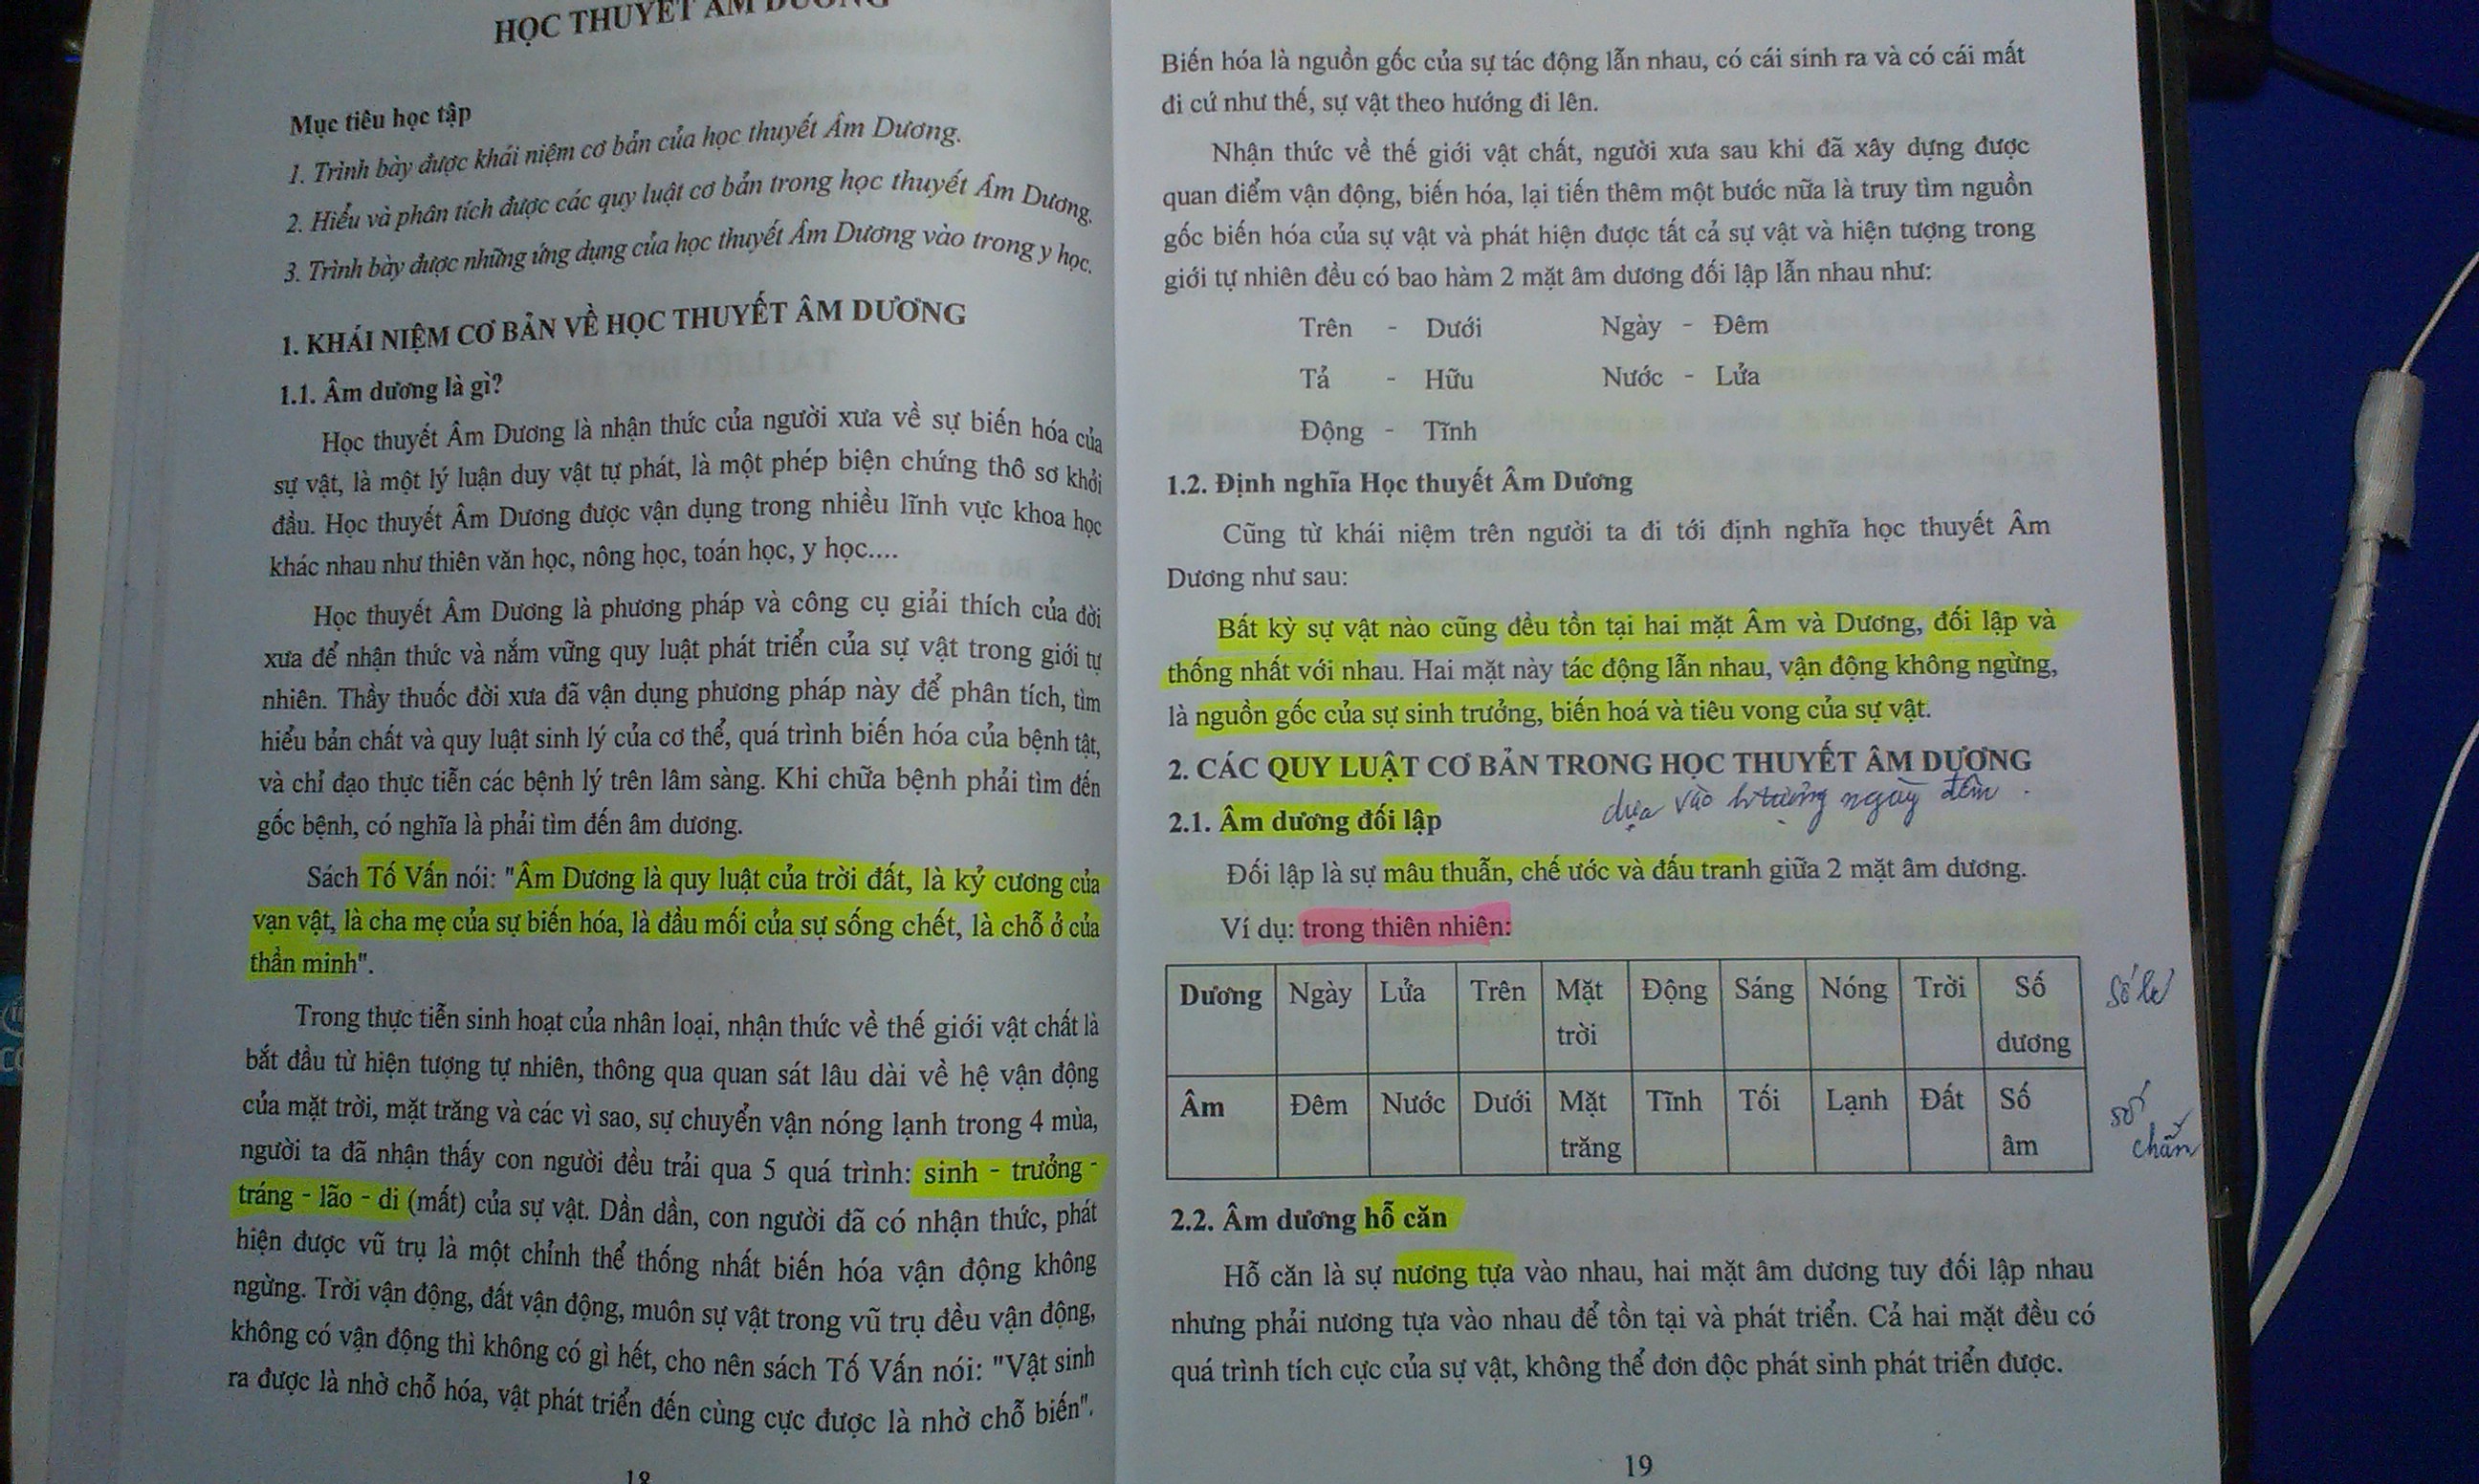 HỌC THUYẾT ÂM DƯƠNG
Mục tiêu học tập
1. Trình bày được khái niệm cơ bản của học thuyết Âm Dương.
2. Hiểu và phân tích được các quy luật cơ bản trong học thuyết Âm Dương.
3. Trình bày được những ứng dụng của học thuyết Âm Dương vào trong y học.
1. KHÁI NIỆM CƠ BẢN VỀ HỌC THUYẾT ÂM DƯƠNG
1.1. Âm dương là gì?
Học thuyết Âm Dương là nhận thức của người xưa về sự biến hóa của
sự vật, là một lý luận duy vật tự phát, là một phép biện chứng thô sơ khởi
đầu. Học thuyết Âm Dương được vận dụng trong nhiều lĩnh vực khoa học
khác nhau như thiên văn học, nông học, toán học, y học....
Học thuyết Âm Dương là phương pháp và công cụ giải thích của đời
xưa để nhận thức và nắm vững quy luật phát triển của sự vật trong giới tự
nhiên. Thầy thuốc đời xưa đã vận dụng phương pháp này để phân tích, tìm
hiểu bản chất và quy luật sinh lý của cơ thể, quá trình biến hóa của bệnh tật,
và chỉ đạo thực tiễn các bệnh lý trên lâm sàng. Khi chữa bệnh phải tìm đến
gốc bệnh, có nghĩa là phải tìm đến âm dương.
Sách Tố Vấn nói: "Âm Dương là quy luật của trời đất, là kỷ cương của
vạn vật, là cha mẹ của sự biến hóa, là đầu mối của sự sống chết, là chỗ ở của
thần minh".
Trong thực tiễn sinh hoạt của nhân loại, nhận thức về thế giới vật chất là
bắt đầu từ hiện tượng tự nhiên, thông qua quan sát lâu dài về hệ vận động
của mặt trời, mặt trăng và các vì sao, sự chuyển vận nóng lạnh trong 4 mùa,
người ta đã nhận thấy con người đều trải qua 5 quá trình: sinh - trưởng -
tráng - lão - di (mất) của sự vật. Dần dần, con người đã có nhận thức, phát
hiện được vũ trụ là một chỉnh thể thống nhất biến hóa vận động không
ngừng. Trời vận động, đất vận động, muôn sự vật trong vũ trụ đều vận động,
không có vận động thì không có gì hết, cho nên sách Tố Vấn nói: "Vật sinh
ra được là nhờ chỗ hóa, vật phát triển đến cùng cực được là nhờ chỗ biến".
18
Biến hóa là nguồn gốc của sự tác động lẫn nhau, có cái sinh ra và có cái mất
đi cứ như thế, sự vật theo hướng đi lên.
Nhận thức về thế giới vật chất, người xưa sau khi đã xây dựng được
quan điểm vận động, biến hóa, lại tiến thêm một bước nữa là truy tìm nguồn
gốc biến hóa của sự vật và phát hiện được tất cả sự vật và hiện tượng trong
giới tự nhiên đều có bao hàm 2 mặt âm dương đối lập lẫn nhau như:
Trên - Dưới Ngày - Đêm
Tả - Hữu Nước - Lửa
Động - Tĩnh
1.2. Định nghĩa Học thuyết Âm Dương
Cũng từ khái niệm trên người ta đi tới định nghĩa học thuyết Âm
Dương như sau:
Bất kỳ sự vật nào cũng đều tồn tại hai mặt Âm và Dương, đối lập và
thống nhất với nhau. Hai mặt này tác động lẫn nhau, vận động không ngừng,
là nguồn gốc của sự sinh trưởng, biến hoá và tiêu vong của sự vật.
2. CÁC QUY LUẬT CƠ BẢN TRONG HỌC THUYẾT ÂM DƯƠNG
dựa vào h tượng ngày đêm.
2.1. Âm dương đối lập
Đối lập là sự mâu thuẫn, chế ước và đấu tranh giữa 2 mặt âm dương.
Ví dụ: trong thiên nhiên:
Dương Ngày Lửa Trên Mặt trời Động Sáng Nóng Trời Số dương số lẻ
Âm Đêm Nước Dưới Mặt trăng Tĩnh Tối Lạnh Đất Số âm số chẵn
2.2. Âm dương hỗ căn
Hỗ căn là sự nương tựa vào nhau, hai mặt âm dương tuy đối lập nhau
nhưng phải nương tựa vào nhau để tồn tại và phát triển. Cả hai mặt đều có
quá trình tích cực của sự vật, không thể đơn độc phát sinh phát triển được.
19